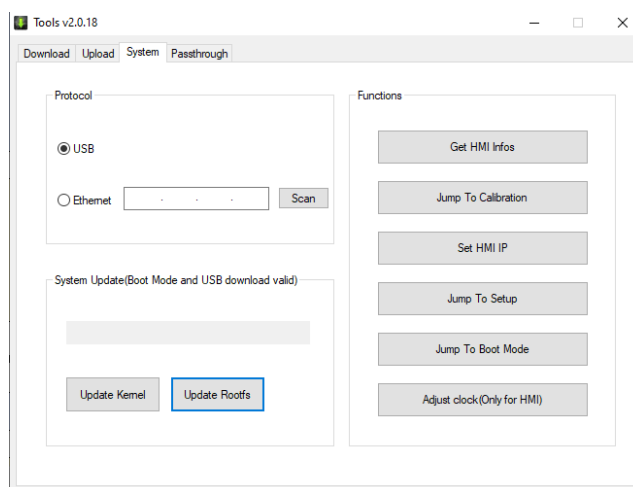 Tools v2.0.18
Download Upload System Passthrough
Protocol
USB
Ethernet . . . Scan
System Update(Boot Mode and USB download valid)
Update Kernel Update Rootfs
Functions
Get HMI Infos
Jump To Calibration
Set HMI IP
Jump To Setup
Jump To Boot Mode
Adjust clock(Only for HMI)